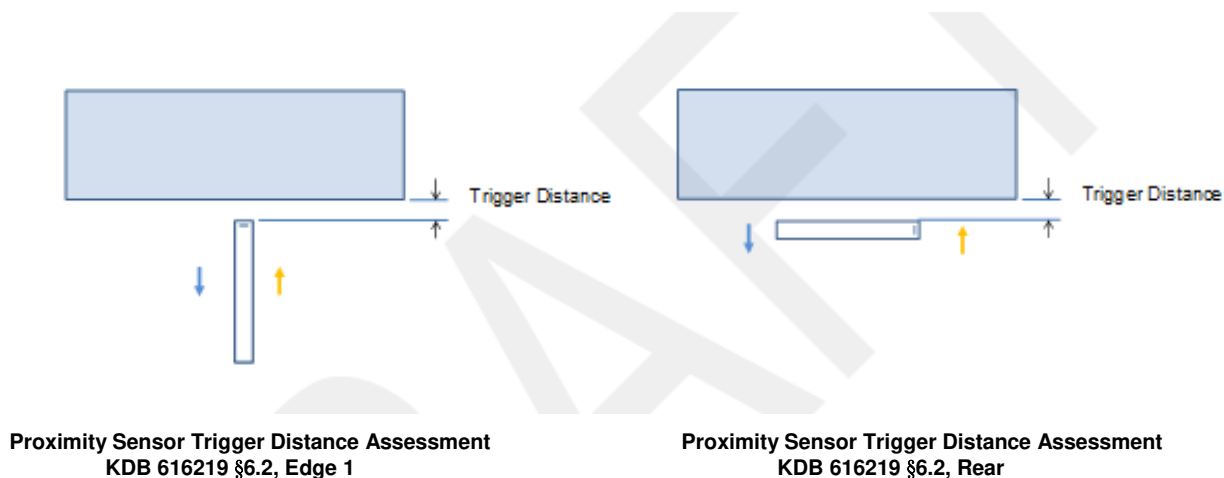 Trigger Distance
Trigger Distance
Proximity Sensor Trigger Distance Assessment
KDB 616219 §6.2, Edge 1
Proximity Sensor Trigger Distance Assessment
KDB 616219 §6.2, Rear